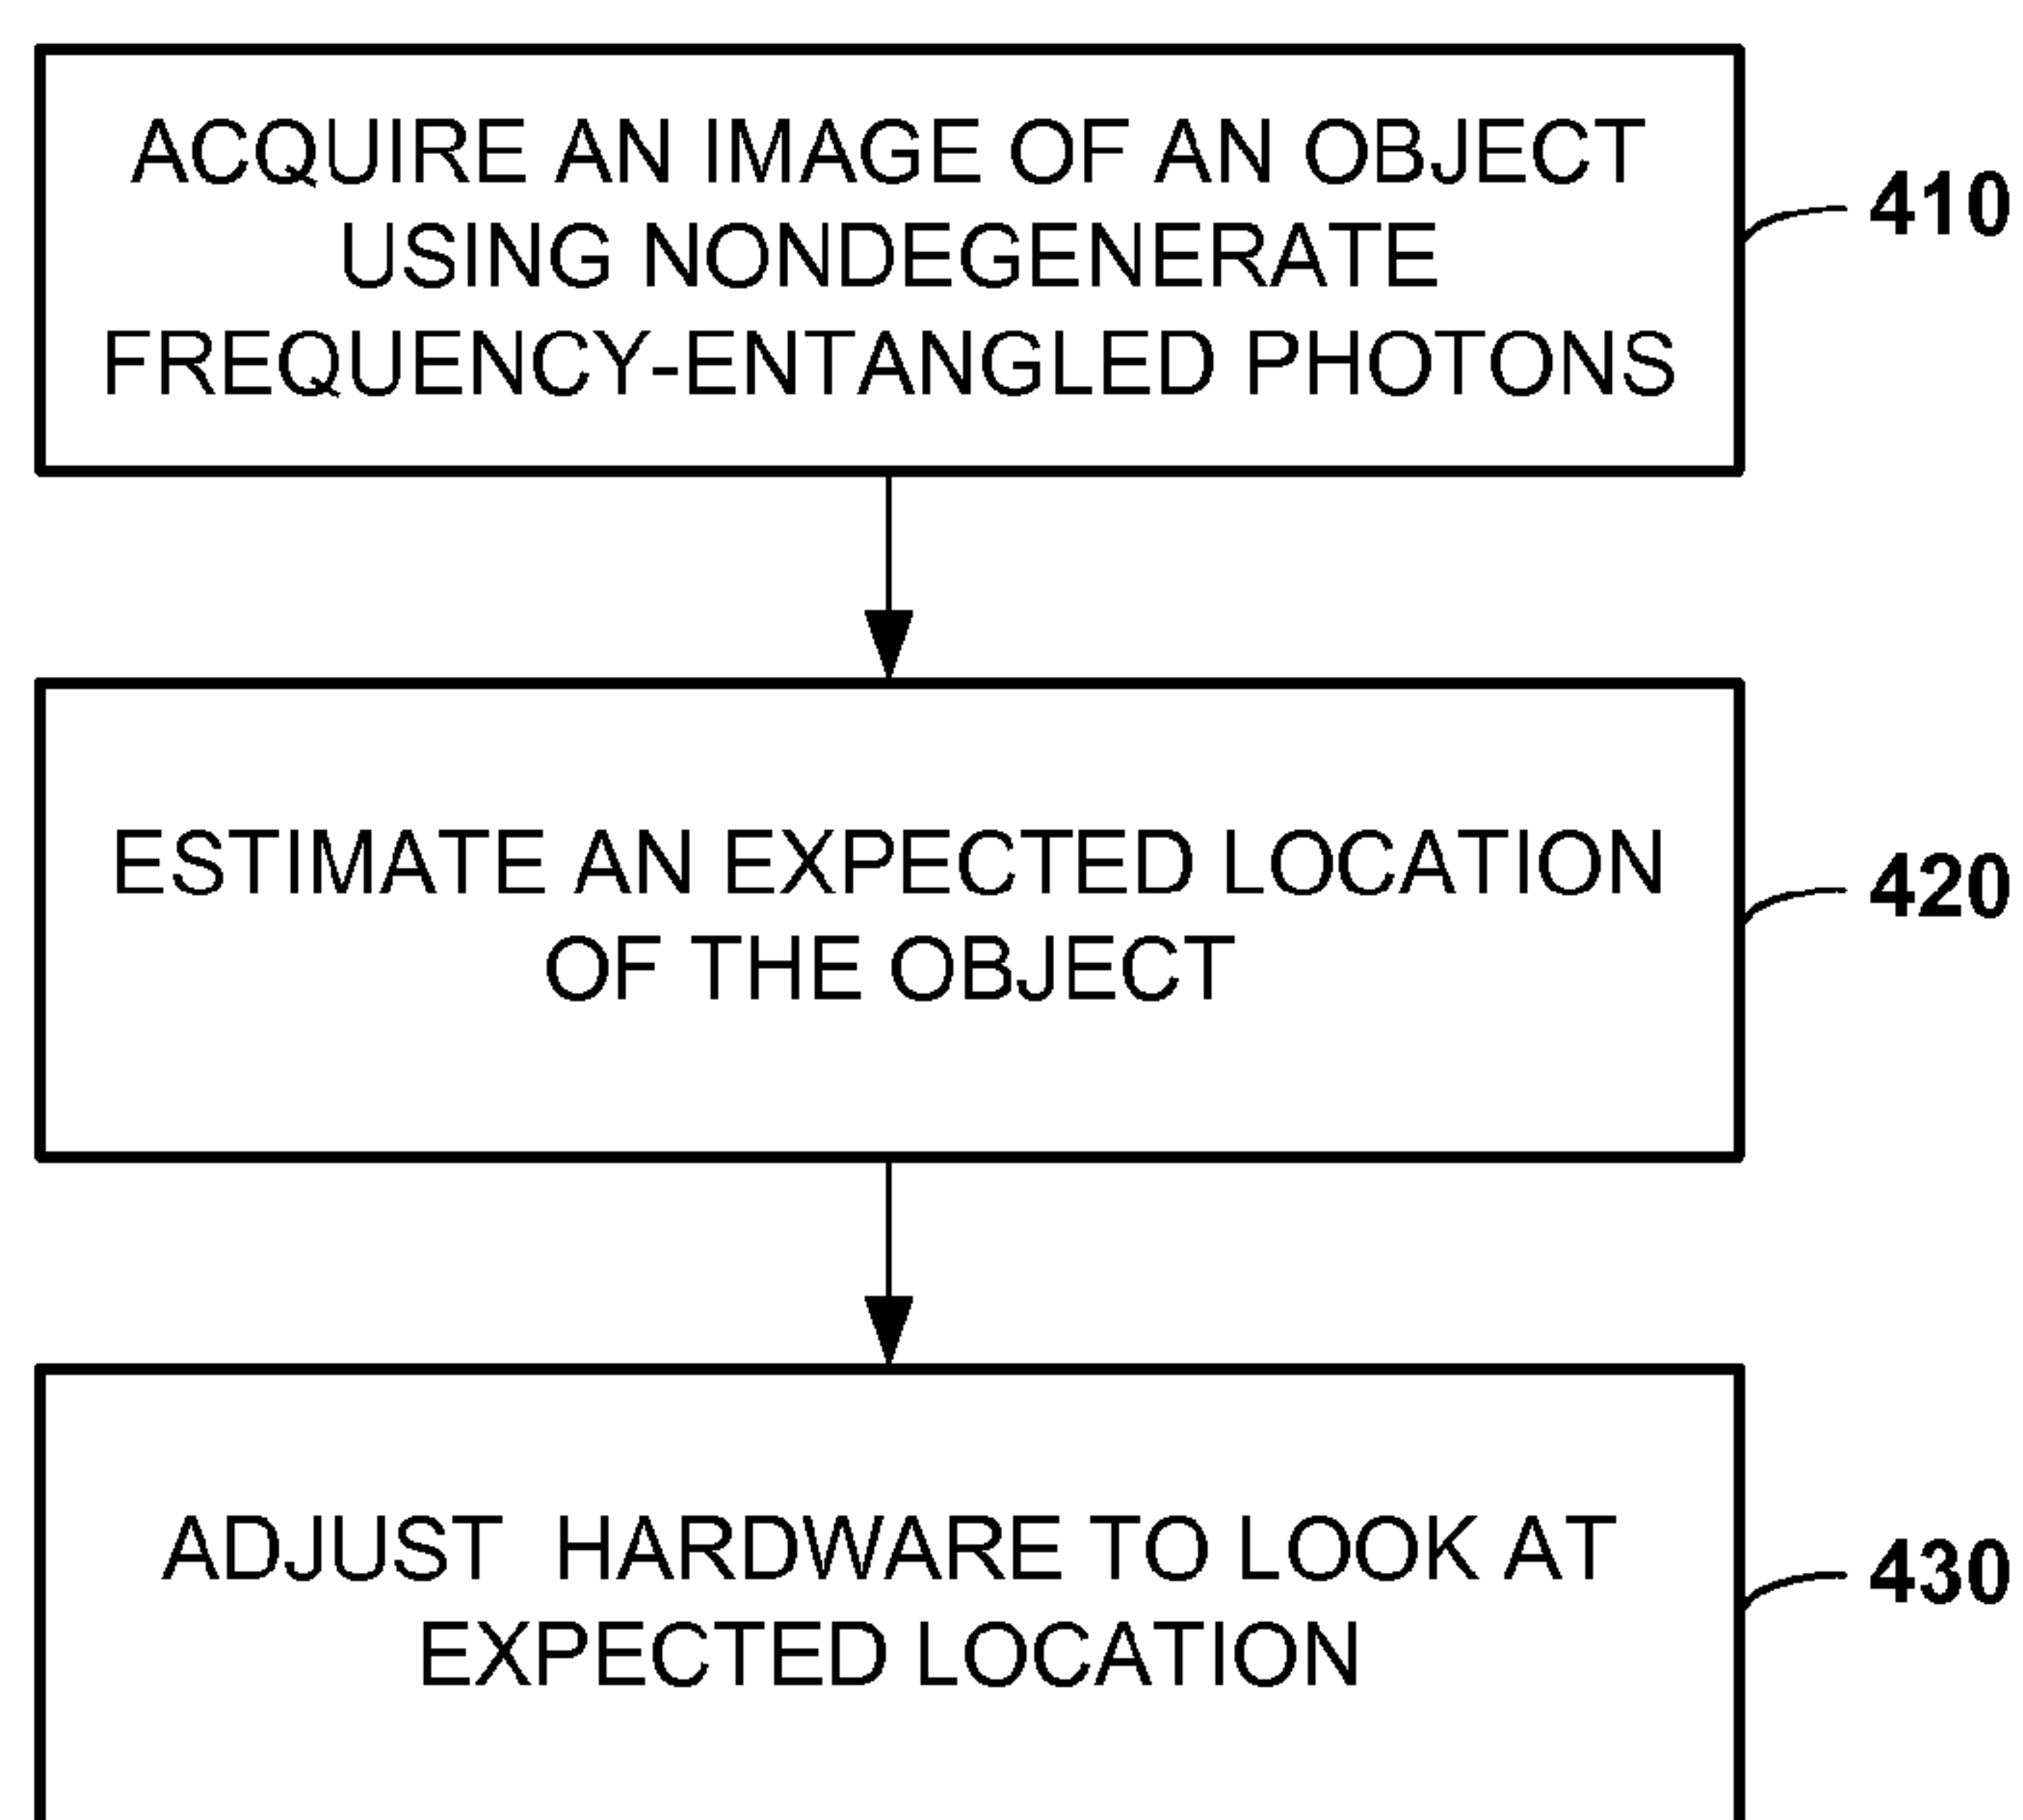 ACQUIRE AN IMAGE OF AN OBJECT
USING NONDEGENERATE
FREQUENCY-ENTANGLED PHOTONS
410
ESTIMATE AN EXPECTED LOCATION
OF THE OBJECT
420
ADJUST HARDWARE TO LOOK AT
EXPECTED LOCATION
430